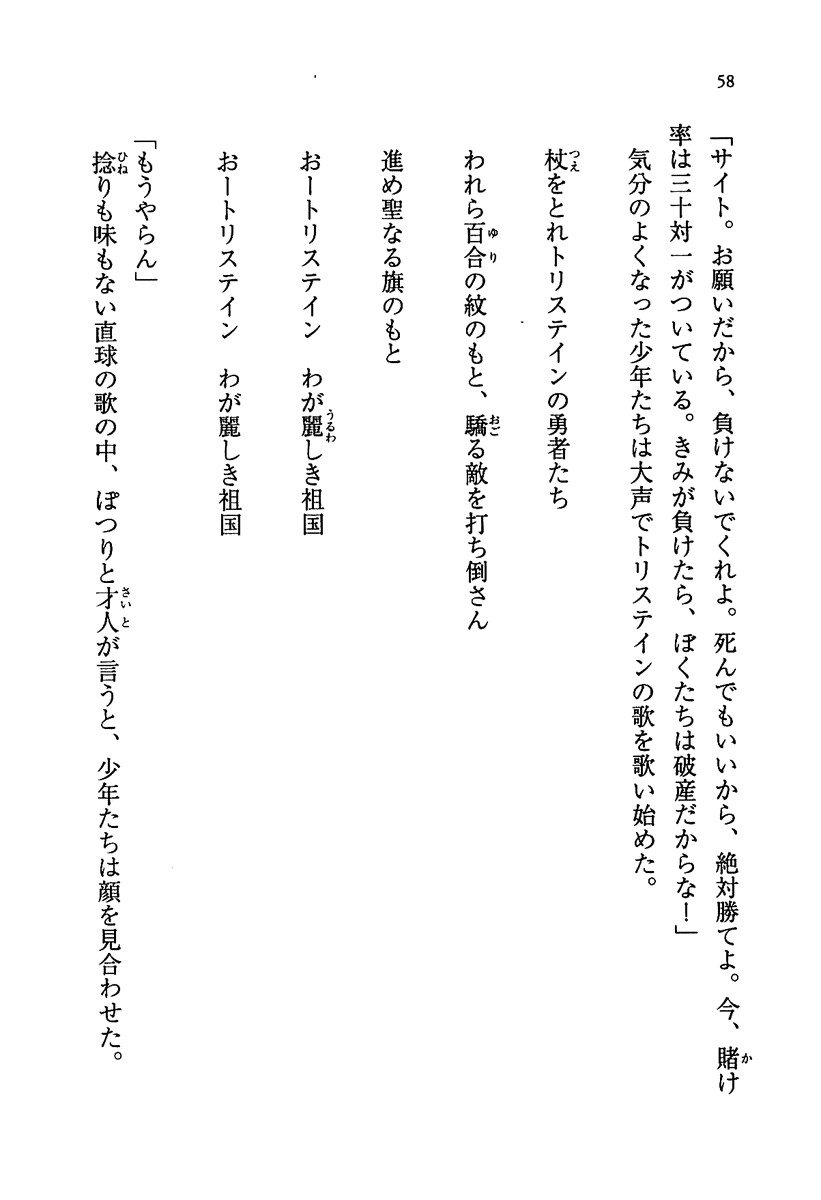 58
「サイト。お願いだから、負けないでくれよ。死んでもいいから、絶対勝てよ。今、賭け
率は三十対一がついている。きみが負けたら、ぼくたちは破産だからな！」
気分のよくなった少年たちは大声でトリステインの歌を歌い始めた。
杖をとれトリステインの勇者たち
われら百合の紋のもと、驕る敵を打ち倒さん
進め聖なる旗のもと
おートリステイン　わが麗しき祖国
おートリステイン　わが麗しき祖国
「もうやらん」
捻りも味もない直球の歌の中、ぽつりと才人が言うと、少年たちは顔を見合わせた。